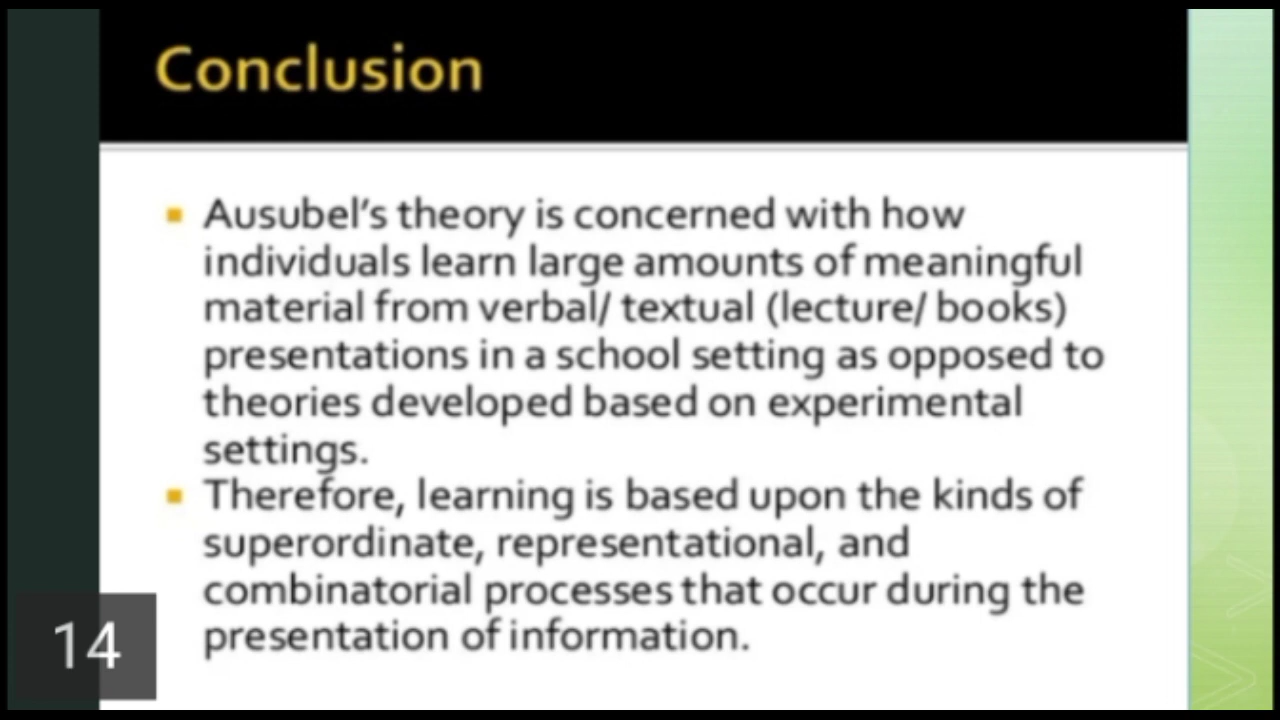 Conclusion
Ausubel's theory is concerned with how
individuals learn large amounts of meaningful
material from verbal/ textual (lecture/ books)
presentations in a school setting as opposed to
theories developed based on experimental
settings.
Therefore, learning is based upon the kinds of
superordinate, representational, and
combinatorial processes that occur during the
presentation of information.
14